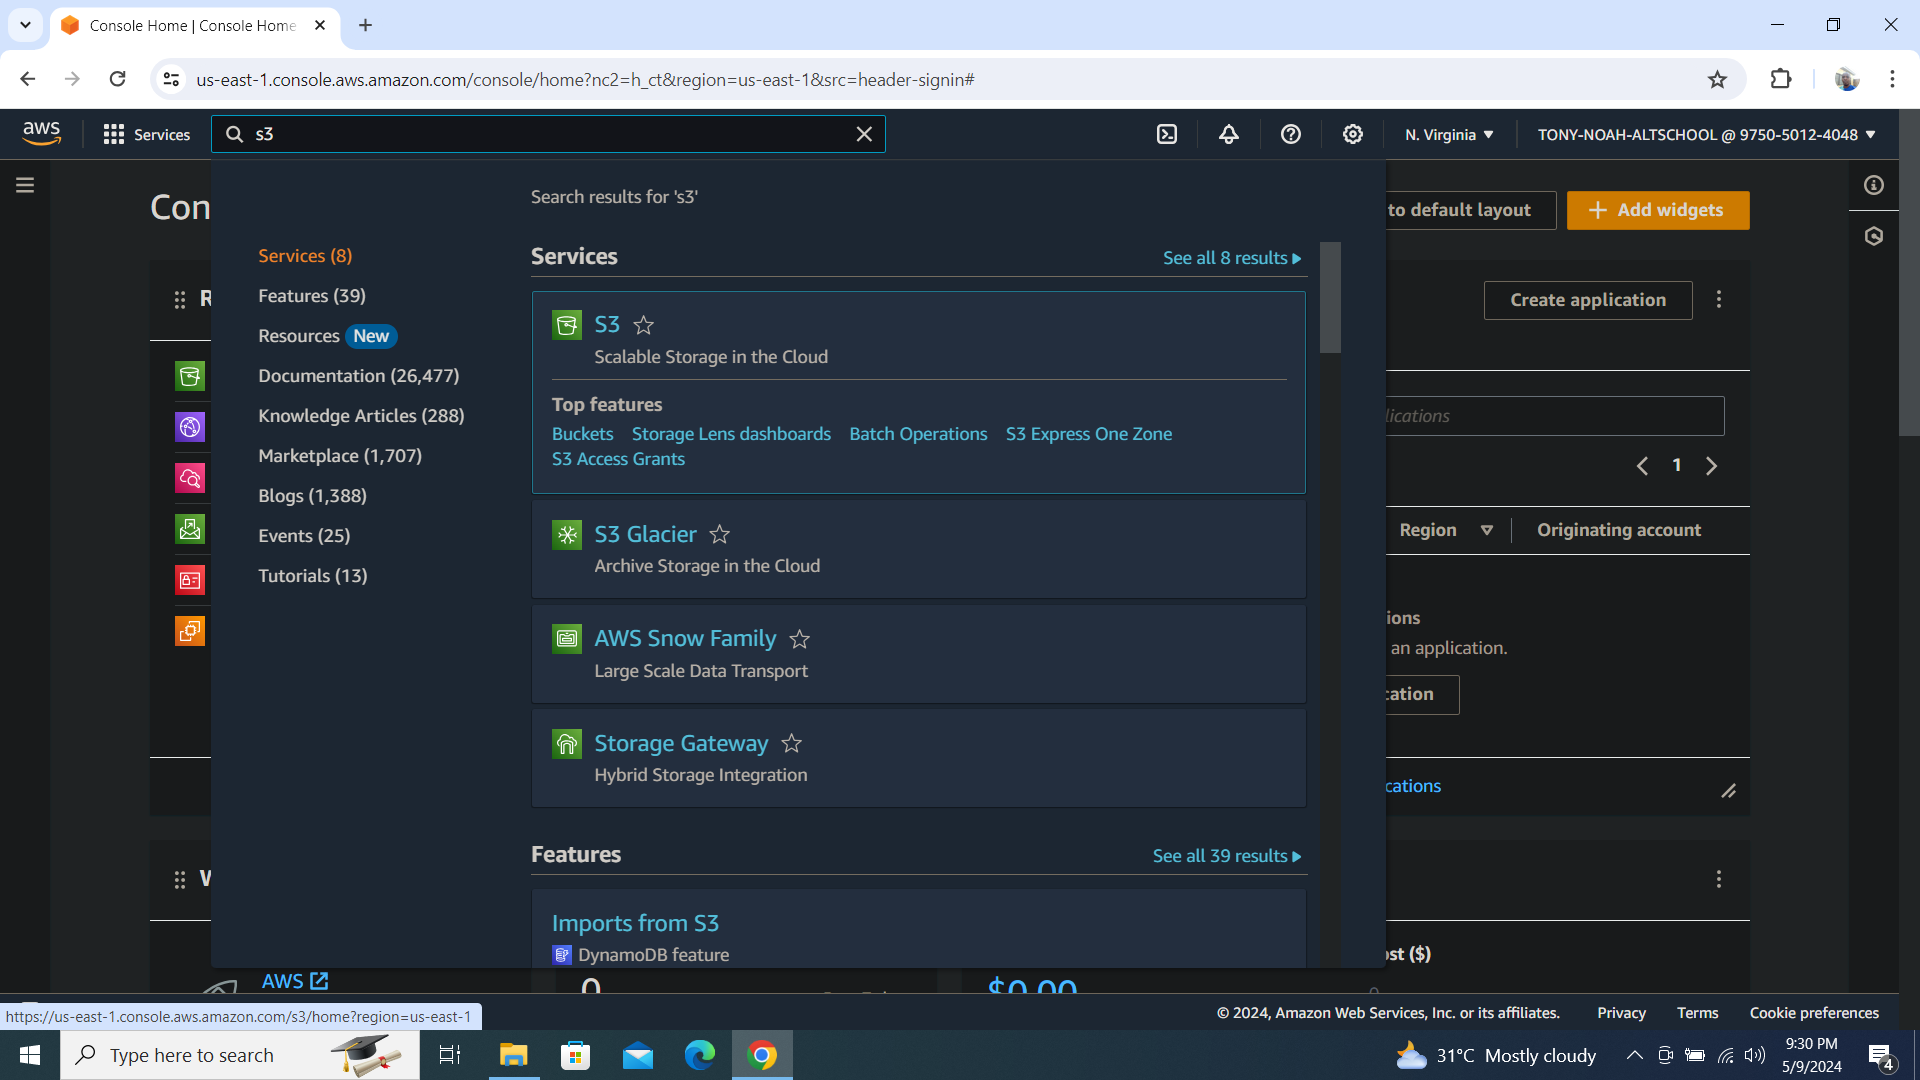 Console Home | Console Home
us-east-1.console.aws.amazon.com/console/home?nc2=h_ct&region=us-east-1&src=header-signin#
aws
Services
s3
N. Virginia ▼
TONY-NOAH-ALTSCHOOL @ 9750-5012-4048 ▼
Con
Search results for 's3'
to default layout
+ Add widgets
Services (8)
Features (39)
Resources New
Documentation (26,477)
Knowledge Articles (288)
Marketplace (1,707)
Blogs (1,388)
Events (25)
Tutorials (13)
Services
See all 8 results ▶
S3
Scalable Storage in the Cloud
Top features
Buckets Storage Lens dashboards Batch Operations S3 Express One Zone
S3 Access Grants
S3 Glacier
Archive Storage in the Cloud
AWS Snow Family
Large Scale Data Transport
Storage Gateway
Hybrid Storage Integration
Features
See all 39 results ▶
Imports from S3
DynamoDB feature
Create application
lications
1
Region
Originating account
ions
an application.
cation
cations
ost ($)
AWS
0
$0.00
https://us-east-1.console.aws.amazon.com/s3/home?region=us-east-1
© 2024, Amazon Web Services, Inc. or its affiliates.
Privacy
Terms
Cookie preferences
Type here to search
31°C Mostly cloudy
9:30 PM
5/9/2024
4